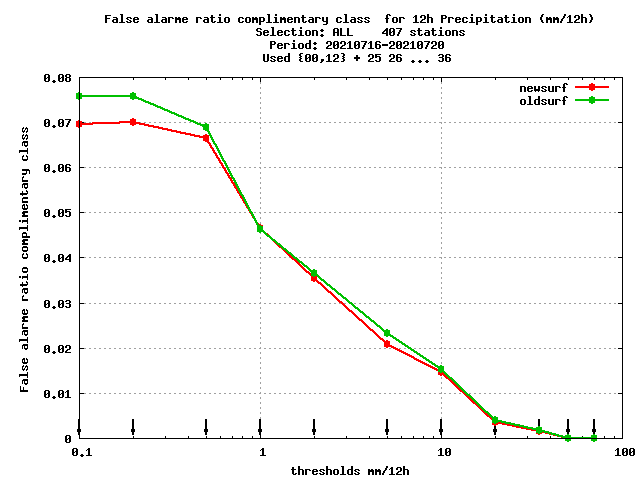 False alarme ratio complimentary class  for 12h Precipitation (mm/12h)
Selection: ALL    407 stations
Period: 20210716-20210720
Used {00,12} + 25 26 ... 36
newsurf
oldsurf
0.08
0.07
0.06
0.05
0.04
0.03
0.02
0.01
0
False alarme ratio complimentary class
0.1 1 10 100
thresholds mm/12h